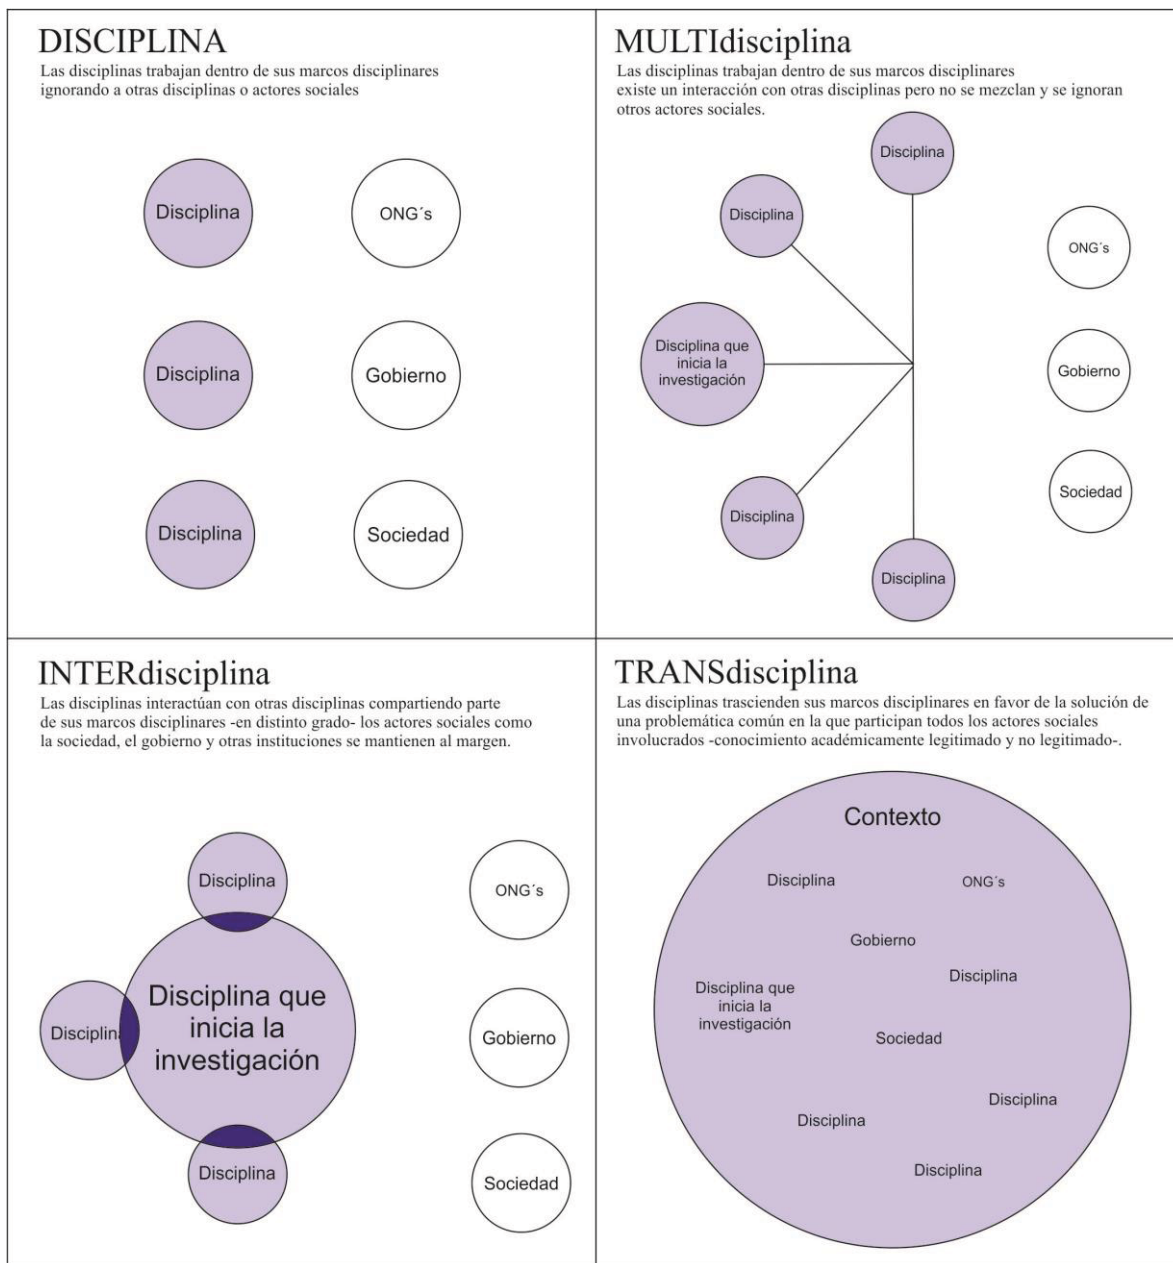 DISCIPLINA
Las disciplinas trabajan dentro de sus marcos disciplinares
ignorando a otras disciplinas o actores sociales
Disciplina
ONG´s
Disciplina
Gobierno
Disciplina
Sociedad
MULTIdisciplina
Las disciplinas trabajan dentro de sus marcos disciplinares
existe un interacción con otras disciplinas pero no se mezclan y se ignoran
otros actores sociales.
Disciplina
Disciplina
ONG´s
Disciplina que
inicia la
investigación
Gobierno
Sociedad
Disciplina
Disciplina
INTERdisciplina
Las disciplinas interactúan con otras disciplinas compartiendo parte
de sus marcos disciplinares -en distinto grado- los actores sociales como
la sociedad, el gobierno y otras instituciones se mantienen al margen.
Disciplina
ONG´s
Disciplina que
inicia la
investigación
Disciplina
Gobierno
Disciplina
Sociedad
TRANSdisciplina
Las disciplinas trascienden sus marcos disciplinares en favor de la solución de
una problemática común en la que participan todos los actores sociales
involucrados -conocimiento académicamente legitimado y no legitimado-.
Contexto
Disciplina
ONG´s
Gobierno
Disciplina
Disciplina que
inicia la
investigación
Sociedad
Disciplina
Disciplina
Disciplina